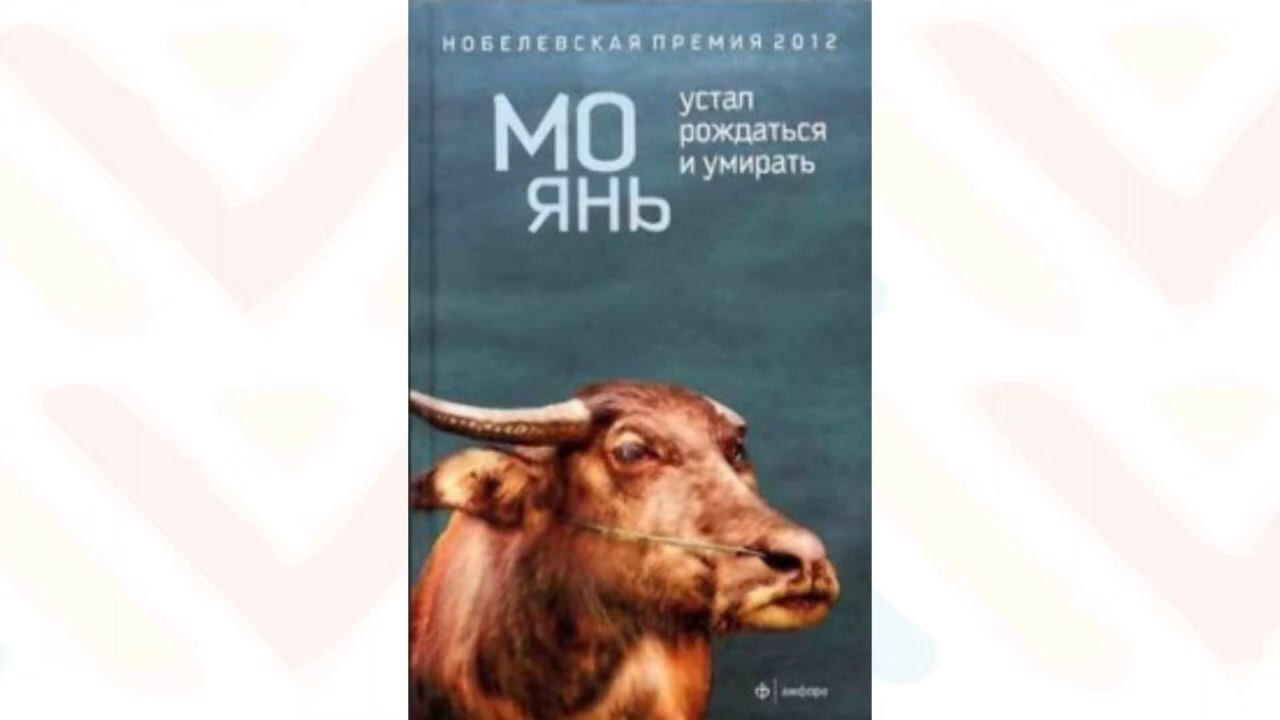 НОБЕЛЕВСКАЯ ПРЕМИЯ 2012
МО
ЯНЬ
устал
рождаться
и умирать
амфора